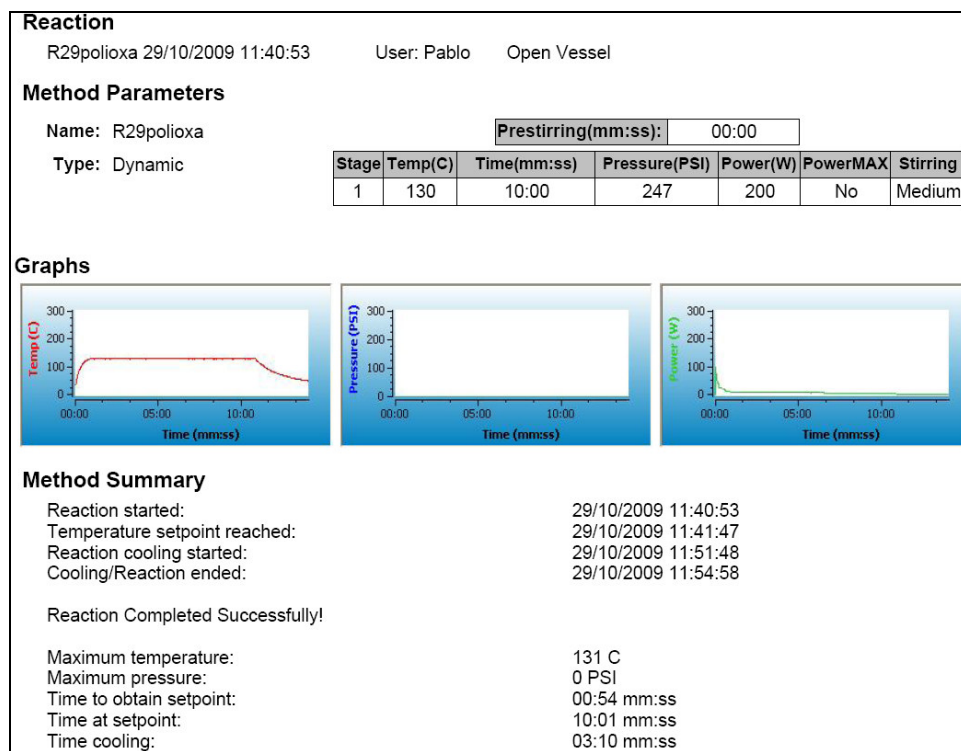 Reaction
R29polioxa 29/10/2009 11:40:53 User: Pablo Open Vessel
Method Parameters
Name: R29polioxa Prestirring(mm:ss): 00:00
Type: Dynamic
Stage Temp(C) Time(mm:ss) Pressure(PSI) Power(W) PowerMAX Stirring
1 130 10:00 247 200 No Medium
Graphs
Temp (C)
300
200
100
0
00:00 05:00 10:00
Time (mm:ss)
Pressure (PSI)
300
200
100
0
00:00 05:00 10:00
Time (mm:ss)
Power (W)
300
200
100
0
00:00 05:00 10:00
Time (mm:ss)
Method Summary
Reaction started: 29/10/2009 11:40:53
Temperature setpoint reached: 29/10/2009 11:41:47
Reaction cooling started: 29/10/2009 11:51:48
Cooling/Reaction ended: 29/10/2009 11:54:58
Reaction Completed Successfully!
Maximum temperature: 131 C
Maximum pressure: 0 PSI
Time to obtain setpoint: 00:54 mm:ss
Time at setpoint: 10:01 mm:ss
Time cooling: 03:10 mm:ss